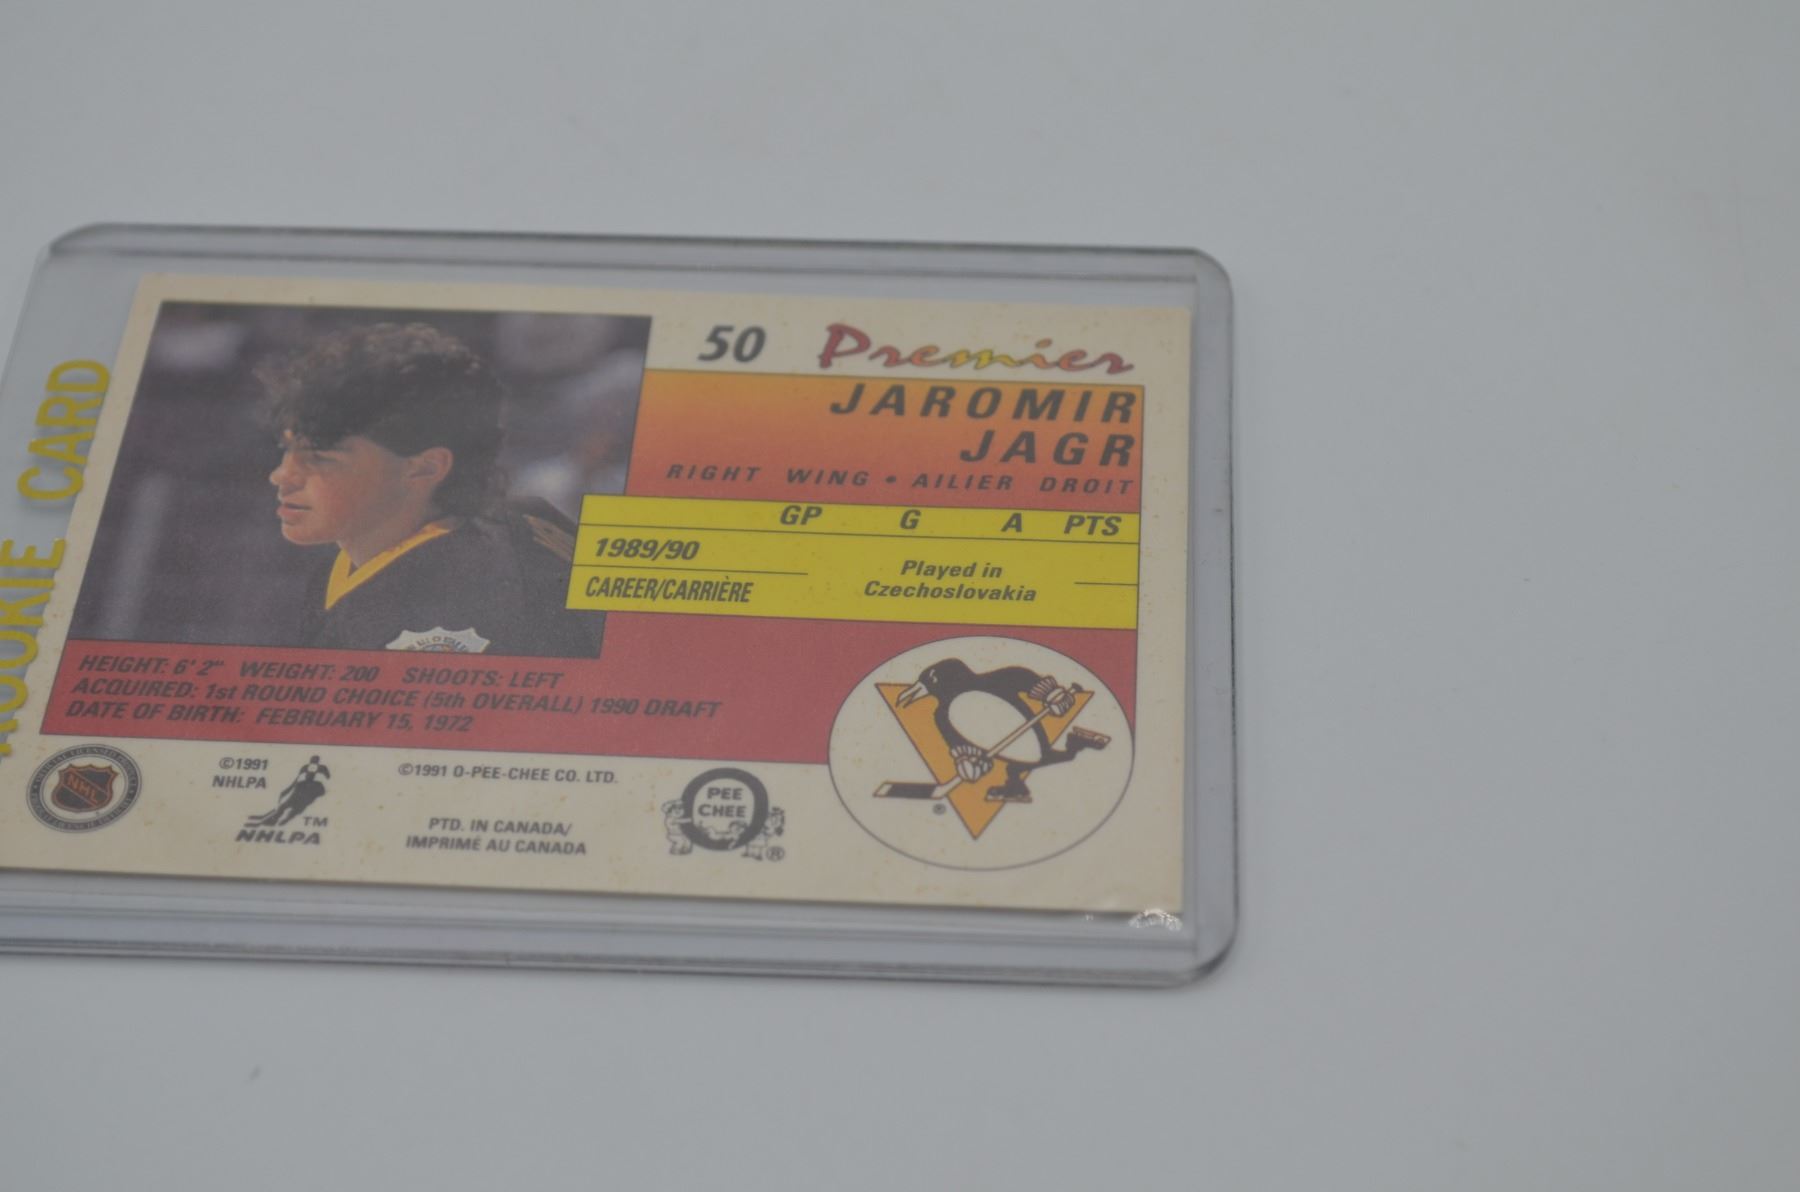 ROOKIE CARD
50 Premier
JAROMIR
JAGR
RIGHT WING • AILIER DROIT
GP G A PTS
1989/90
CAREER/CARRIÈRE
Played in
Czechoslovakia
HEIGHT: 6' 2" WEIGHT: 200 SHOOTS: LEFT
ACQUIRED: 1st ROUND CHOICE (5th OVERALL) 1990 DRAFT
DATE OF BIRTH: FEBRUARY 15, 1972
NHL
©1991
NHLPA
TM
NHLPA
©1991 O-PEE-CHEE CO. LTD.
PTD. IN CANADA/
IMPRIMÉ AU CANADA
O
PEE
CHEE
®
®